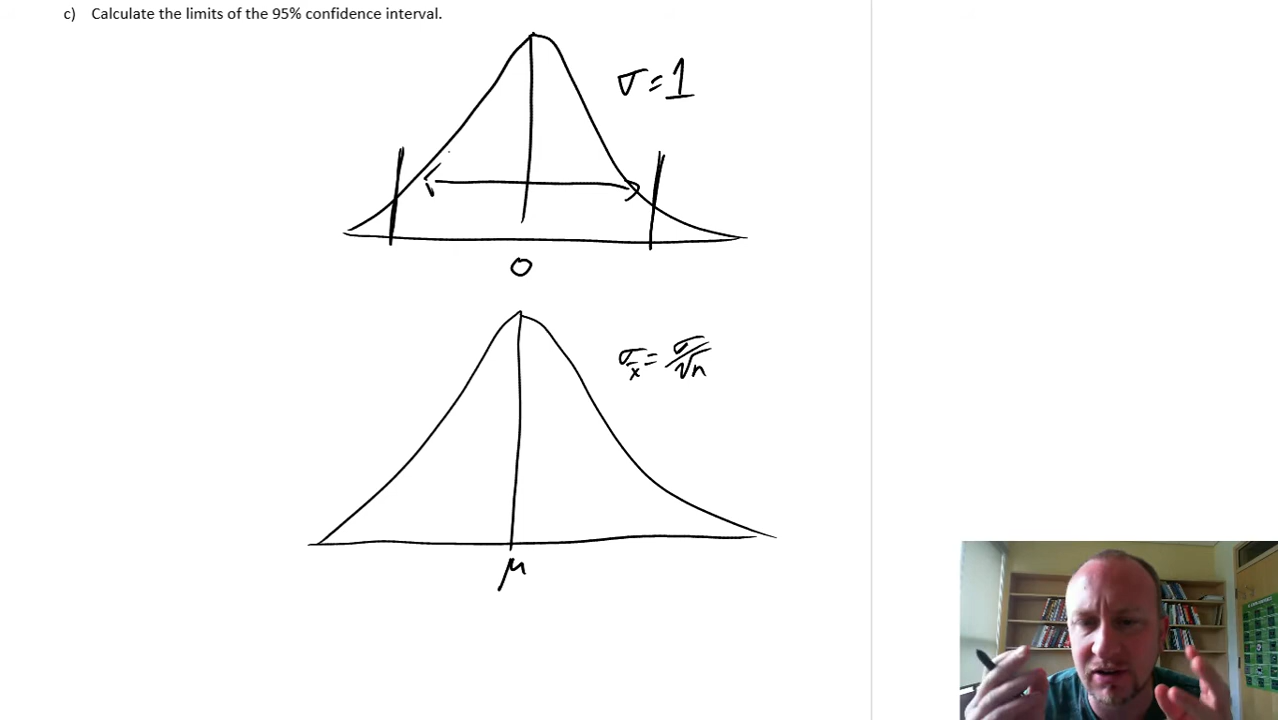 c) Calculate the limits of the 95% confidence interval.
σ=1
0
σx̄=σ/√n
μ